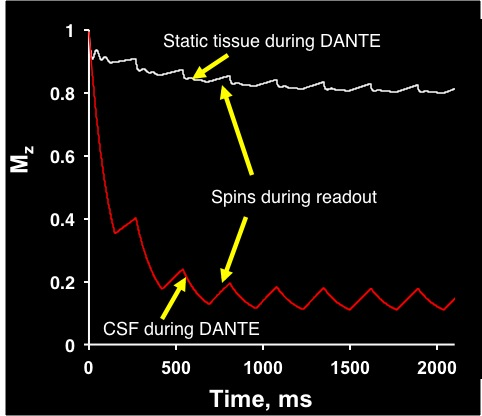 1
Static tissue during DANTE
0.8
0.6
Mz
Spins during readout
0.4
0.2
CSF during DANTE
0
0 500 1000 1500 2000
Time, ms